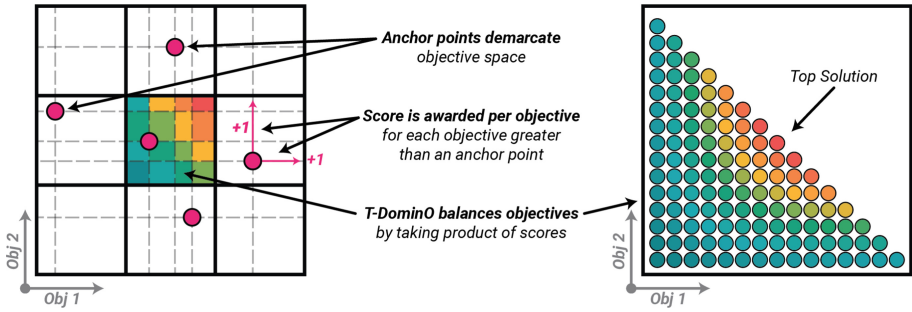 Anchor points demarcate
objective space
Top Solution
Score is awarded per objective
for each objective greater
than an anchor point
+1
+1
T-DominO balances objectives
by taking product of scores
Obj 2
Obj 1
Obj 2
Obj 1